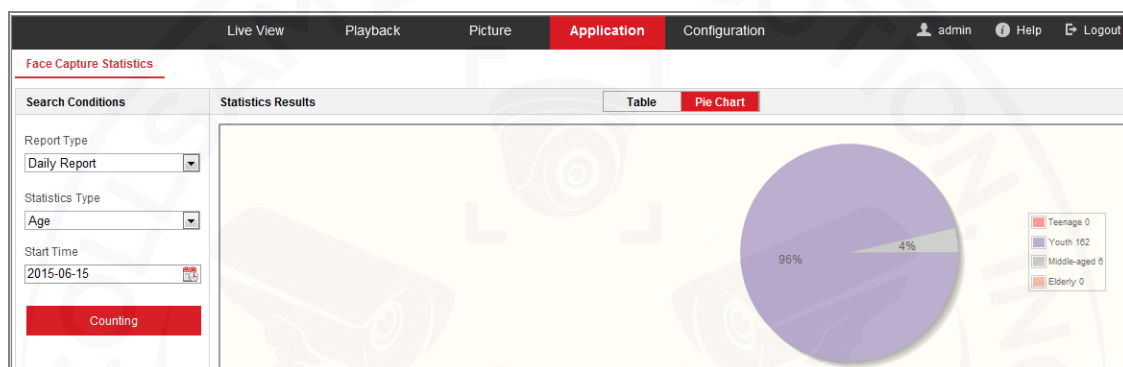 Live View Playback Picture Application Configuration admin Help Logout
Face Capture Statistics
Search Conditions
Statistics Results
Table Pie Chart
Report Type
Daily Report
Statistics Type
Age
Start Time
2015-06-15
Counting
96%
4%
Teenage 0
Youth 162
Middle-aged 6
Elderly 0